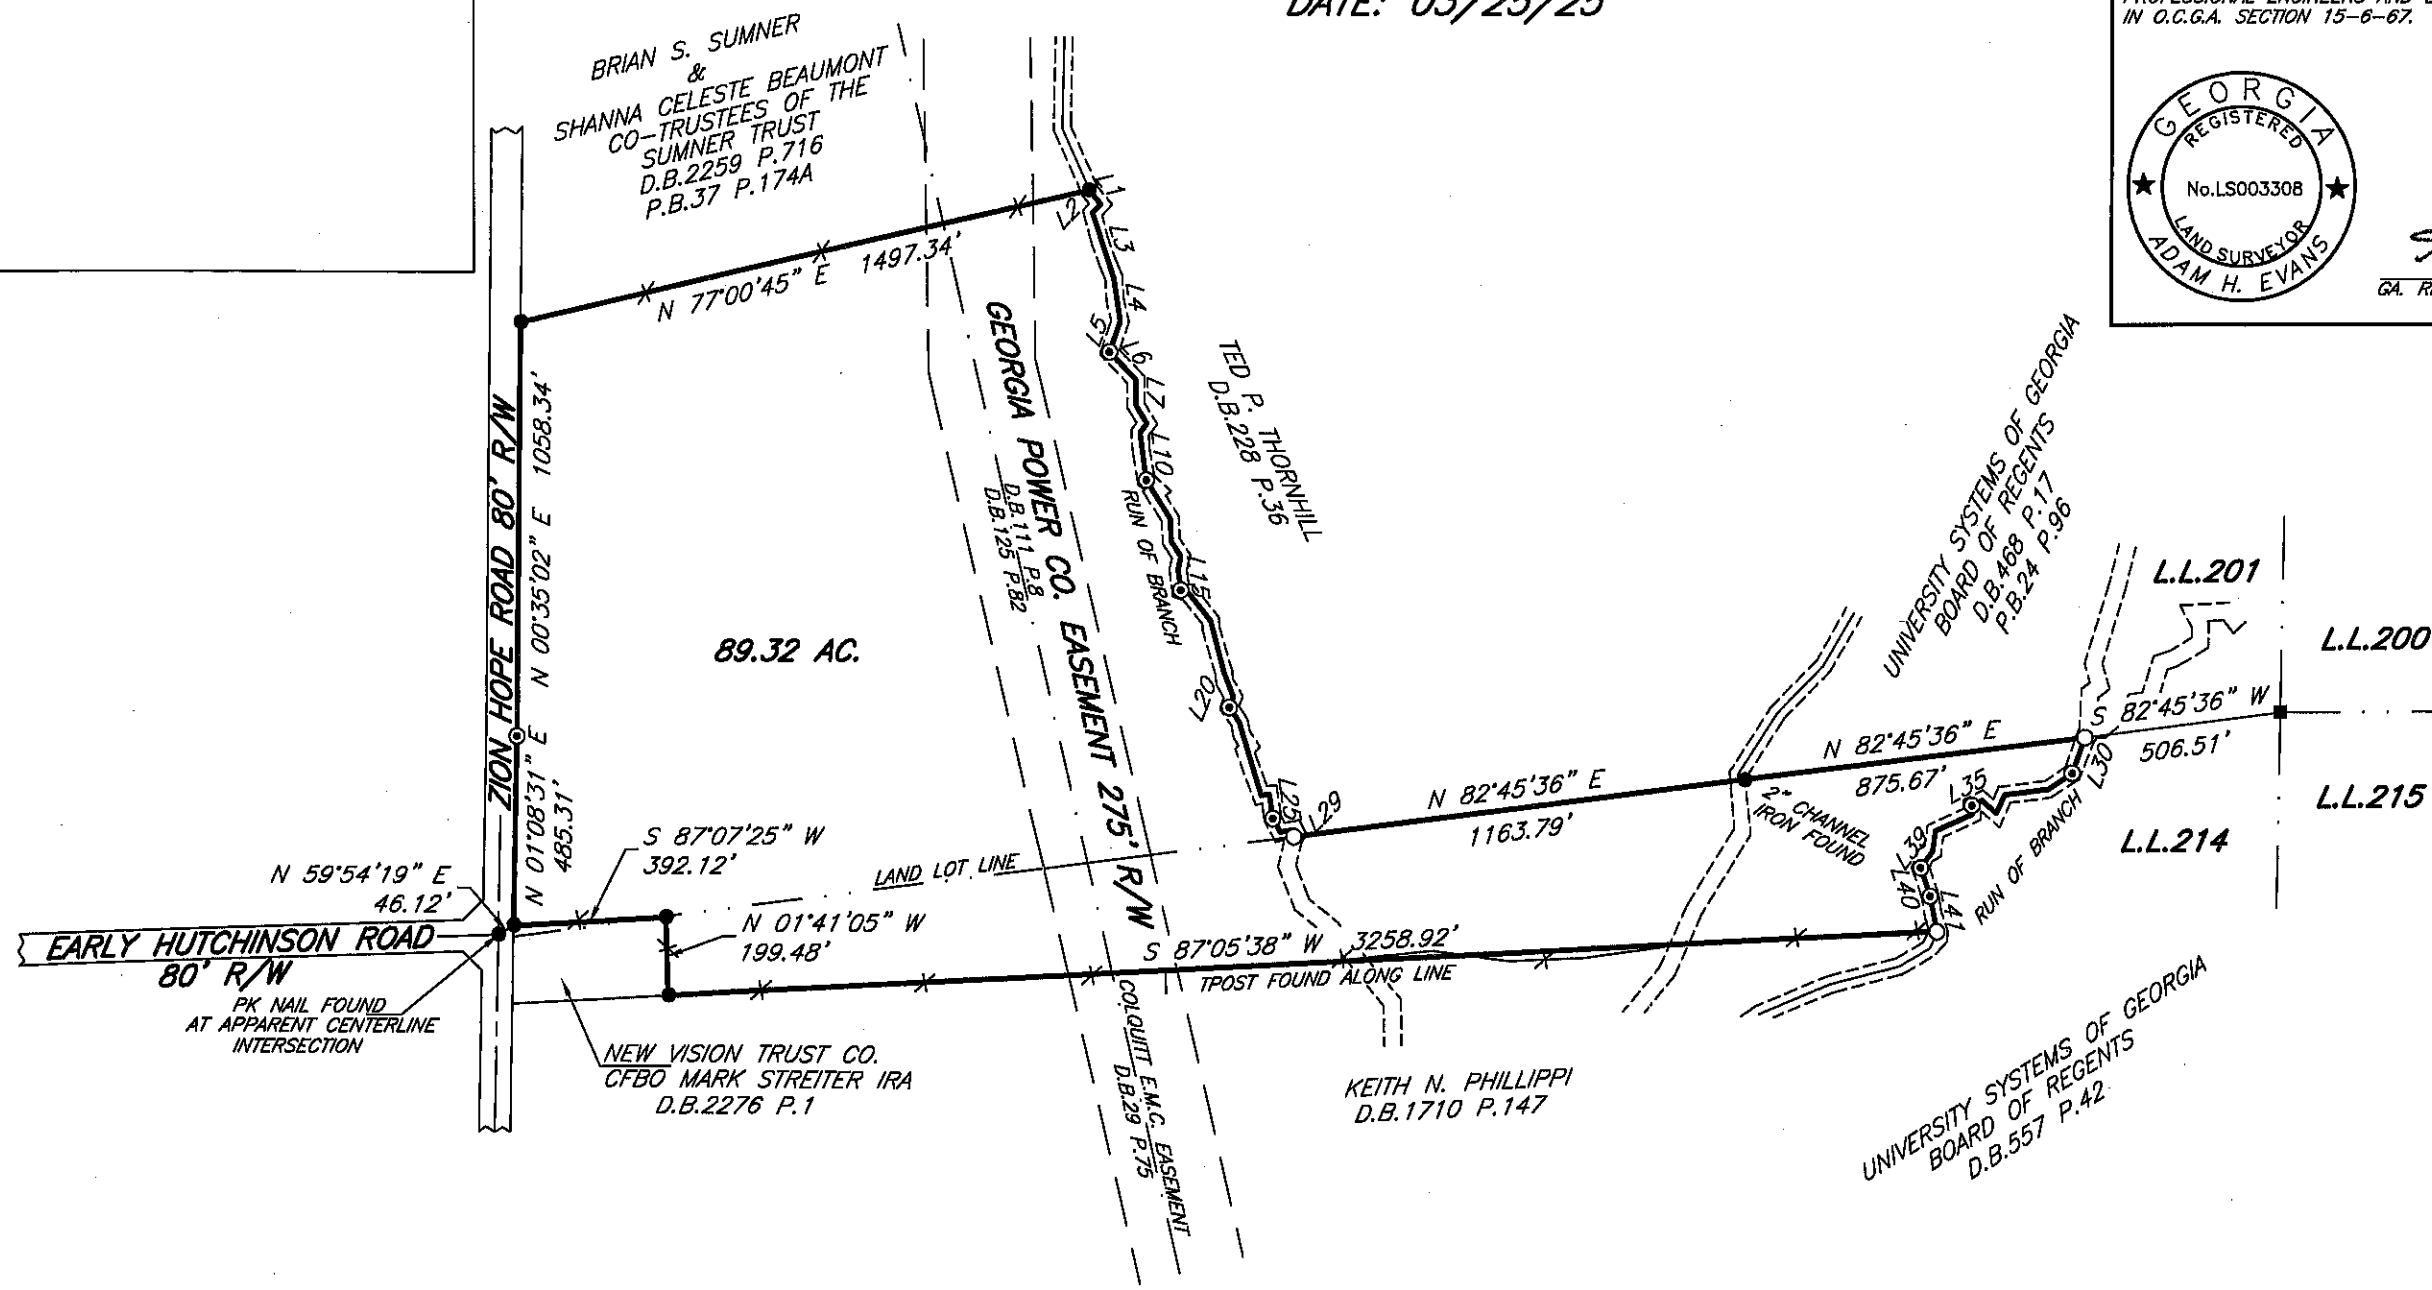 DATE: 03/25/25
IN O.C.G.A. SECTION 15-6-67.
GEORGIA
REGISTERED
No.LS003308
LAND SURVEYOR
ADAM H. EVANS
BRIAN S. SUMNER
&
SHANNA CELESTE BEAUMONT
CO-TRUSTEES OF THE
SUMNER TRUST
D.B.2259 P.716
P.B.37 P.174A
N 77°00'45" E 1497.34'
L1
L2
L3
L4
L5
L6
L7
L10
L15
L20
L25
L29
RUN OF BRANCH
TED P. THORNHILL
D.B.228 P.36
GEORGIA POWER CO. EASEMENT 275' R/W
D.B.111 P.8
D.B.125 P.82
ZION HOPE ROAD 80' R/W
N 00°35'02" E 1058.34'
N 01°08'31" E
485.31'
89.32 AC.
UNIVERSITY SYSTEMS OF GEORGIA
BOARD OF REGENTS
D.B.468 P.17
P.B.24 P.96
L.L.201
L.L.200
L.L.215
L.L.214
S 82°45'36" W
506.51'
N 82°45'36" E
875.67'
N 82°45'36" E
1163.79'
2" CHANNEL
IRON FOUND
L30
L35
L39
L40
L41
RUN OF BRANCH
S 87°07'25" W
392.12'
LAND LOT LINE
N 59°54'19" E
46.12'
N 01°41'05" W
199.48'
S 87°05'38" W 3258.92'
TPOST FOUND ALONG LINE
EARLY HUTCHINSON ROAD
80' R/W
PK NAIL FOUND
AT APPARENT CENTERLINE
INTERSECTION
NEW VISION TRUST CO.
CFBO MARK STREITER IRA
D.B.2276 P.1
COLQUITT E.M.C. EASEMENT
D.B.29 P.75
KEITH N. PHILLIPPI
D.B.1710 P.147
UNIVERSITY SYSTEMS OF GEORGIA
BOARD OF REGENTS
D.B.557 P.42